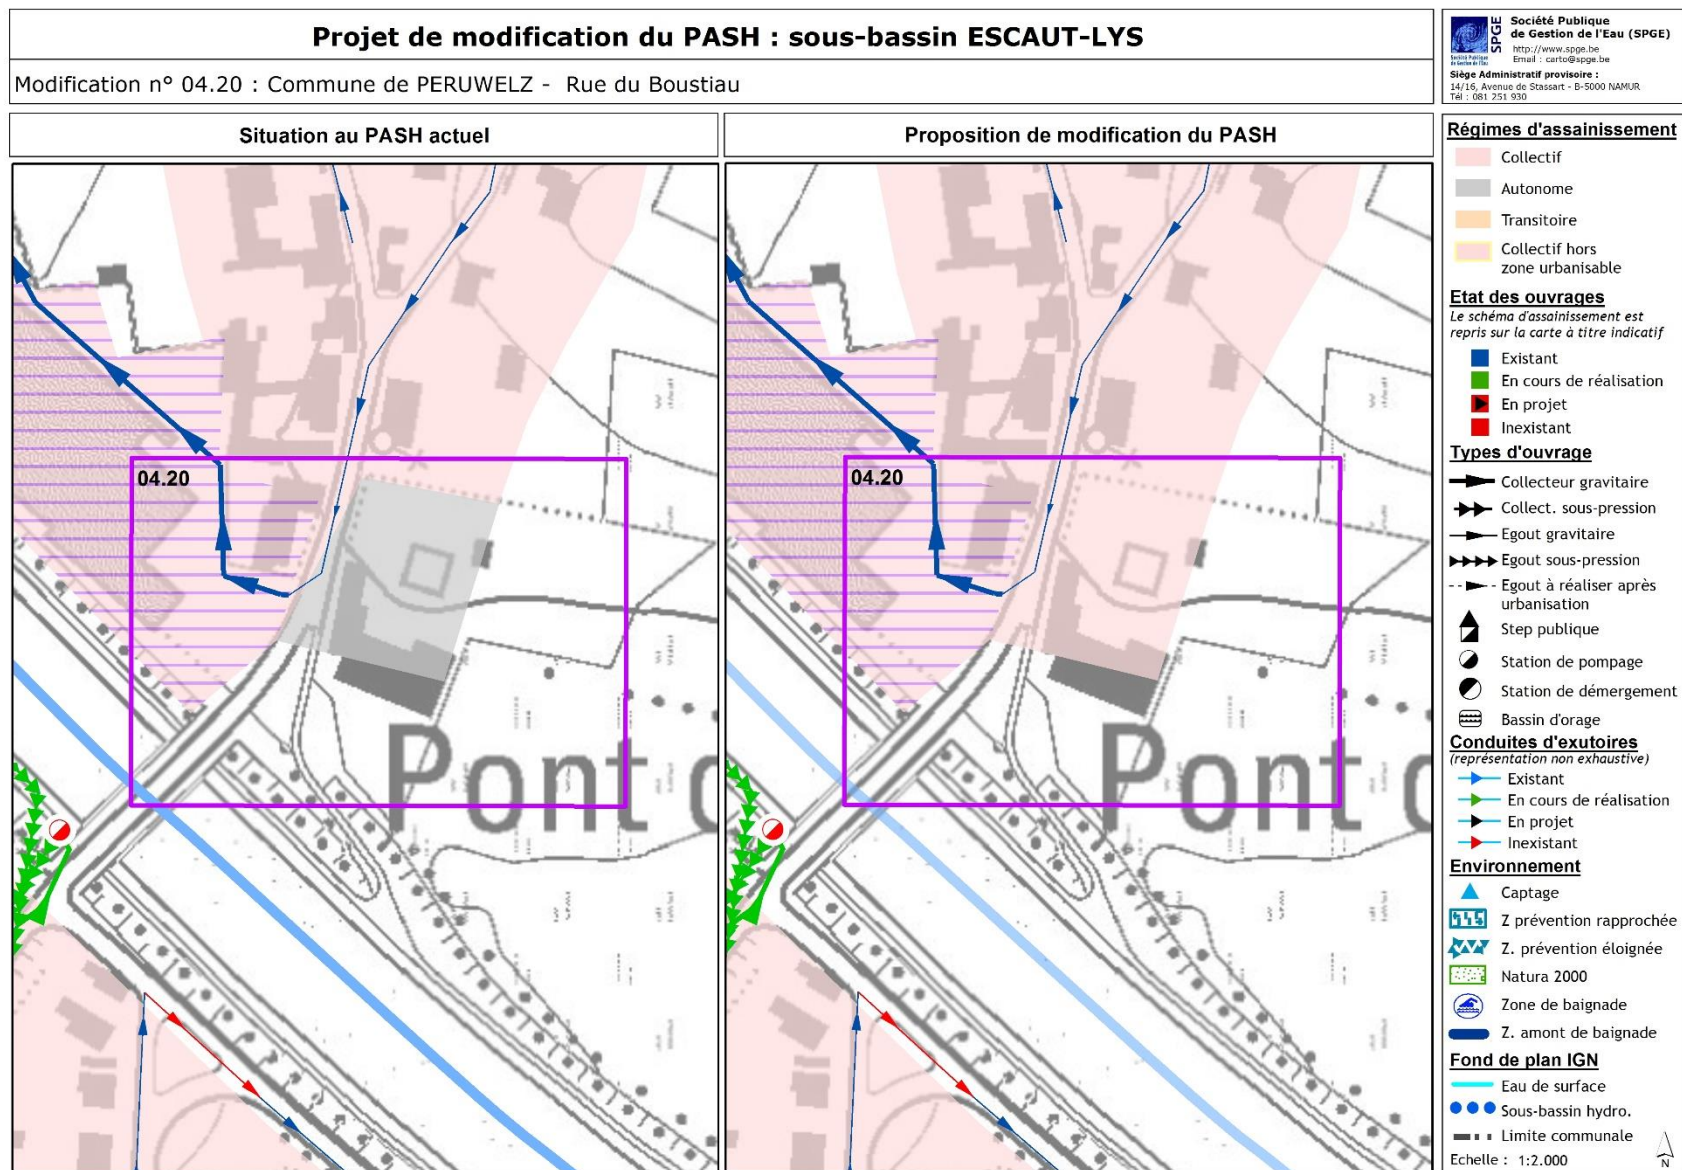 Projet de modification du PASH : sous-bassin ESCAUT-LYS
Modification n° 04.20 : Commune de PERUWELZ - Rue du Boustiau
SPGE
Société Publique
de Gestion de l'Eau (SPGE)
http://www.spge.be
Email : carto@spge.be
Société Publique
de Gestion de l'Eau
Siège Administratif provisoire :
14/16, Avenue de Stassart - B-5000 NAMUR
Tél : 081 251 930
Situation au PASH actuel
04.20
Pont
Proposition de modification du PASH
04.20
Pont
Régimes d'assainissement
Collectif
Autonome
Transitoire
Collectif hors
zone urbanisable
Etat des ouvrages
Le schéma d'assainissement est
repris sur la carte à titre indicatif
Existant
En cours de réalisation
En projet
Inexistant
Types d'ouvrage
Collecteur gravitaire
Collect. sous-pression
Egout gravitaire
Egout sous-pression
Egout à réaliser après
urbanisation
Step publique
Station de pompage
Station de démergement
Bassin d'orage
Conduites d'exutoires
(représentation non exhaustive)
Existant
En cours de réalisation
En projet
Inexistant
Environnement
Captage
Z prévention rapprochée
Z. prévention éloignée
Natura 2000
Zone de baignade
Z. amont de baignade
Fond de plan IGN
Eau de surface
Sous-bassin hydro.
Limite communale
Echelle : 1:2.000
N